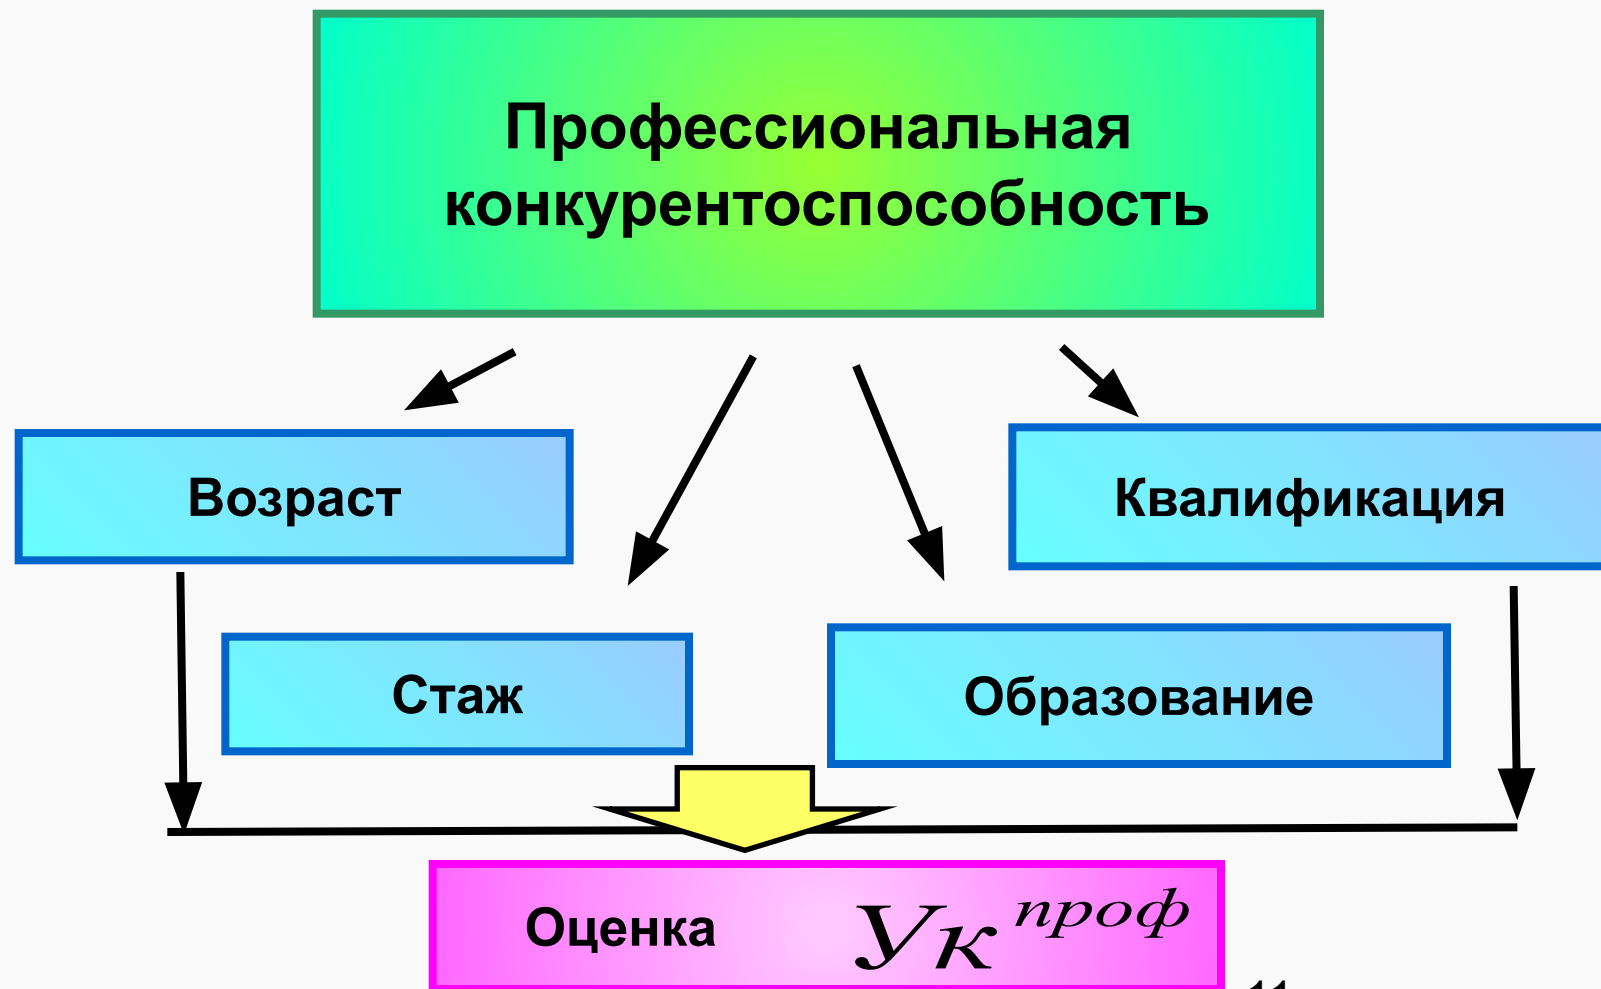 Профессиональная
конкурентоспособность
Возраст
Квалификация
Стаж
Образование
Оценка Ук проф